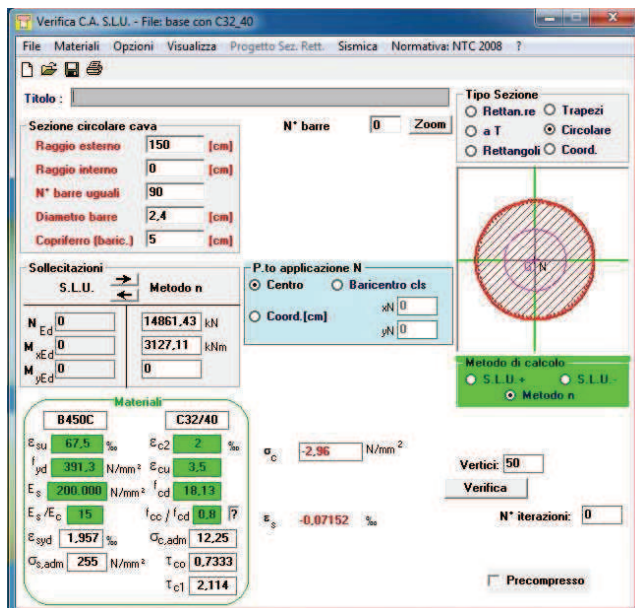 Verifica C.A. S.L.U. - File: base con C32_40
File Materiali Opzioni Visualizza Progetto Sez. Rett. Sismica Normativa: NTC 2008 ?
Titolo :
Tipo Sezione
Rettan.re Trapezi
a T Circolare
Rettangoli Coord.
Sezione circolare cava
Raggio esterno 150 [cm]
Raggio interno 0 [cm]
N* barre uguali 90
Diametro barre 2,4 [cm]
Copriferro (baric.) 5 [cm]
N* barre 0 Zoom
Sollecitazioni
S.L.U. Metodo n
N Ed 0 14861,43 kN
M xEd 0 3127,11 kNm
M yEd 0 0
P.to applicazione N
Centro Baricentro cls
Coord.[cm] xN 0
yN 0
G N
Metodo di calcolo
S.L.U.+ S.L.U.-
Metodo n
Materiali
B450C C32/40
εsu 67,5 ‰ εc2 2 ‰
fyd 391,3 N/mm² εcu 3,5
Es 200.000 N/mm² fcd 18,13
Es/Ec 15 fcc / fcd 0,8 ?
εsyd 1,957 ‰ σc,adm 12,25
σs,adm 255 N/mm² τco 0,7333
τc1 2,114
σc -2,96 N/mm²
εs -0,07152 ‰
Vertici: 50
Verifica
N* iterazioni: 0
Precompresso